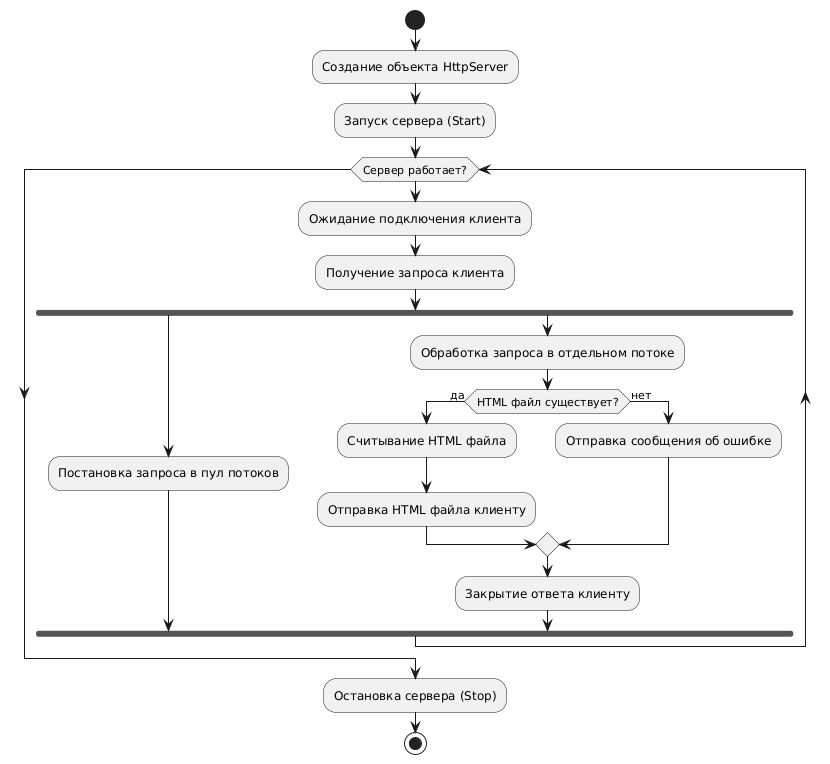 Создание объекта HttpServer
Запуск сервера (Start)
Сервер работает?
Ожидание подключения клиента
Получение запроса клиента
Обработка запроса в отдельном потоке
да
HTML файл существует?
нет
Считывание HTML файла
Отправка сообщения об ошибке
Постановка запроса в пул потоков
Отправка HTML файла клиенту
Закрытие ответа клиенту
Остановка сервера (Stop)